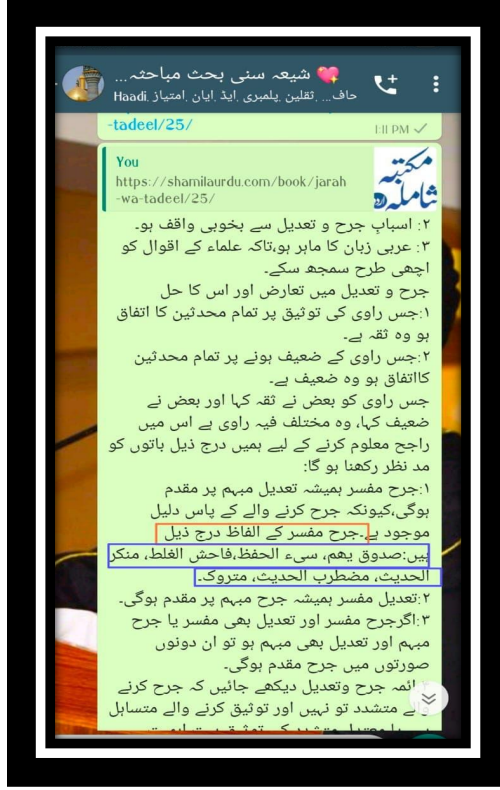 💖 شیعہ سنی بحث مباحثہ...
حاف... ,ثقلین ,پلمبری ,ایڈ ,ایان ,امتیاز ,Haadi
-tadeel/25/
1:11 PM
You
https://shamilaurdu.com/book/jarah
-wa-tadeel/25/
مکتبہ شاملہ
۲: اسبابِ جرح و تعدیل سے بخوبی واقف ہو۔
۳: عربی زبان کا ماہر ہو،تاکہ علماء کے اقوال کو
اچھی طرح سمجھ سکے۔
جرح و تعدیل میں تعارض اور اس کا حل
۱:جس راوی کی توثیق پر تمام محدثین کا اتفاق
ہو وہ ثقہ ہے۔
۲:جس راوی کے ضعیف ہونے پر تمام محدثین
کااتفاق ہو وہ ضعیف ہے۔
جس راوی کو بعض نے ثقہ کہا اور بعض نے
ضعیف کہا، وہ مختلف فیہ راوی ہے اس میں
راجح معلوم کرنے کے لیے ہمیں درج ذیل باتوں کو
مد نظر رکھنا ہو گا:
۱:جرح مفسر ہمیشہ تعدیل مبہم پر مقدم
ہوگی،کیونکہ جرح کرنے والے کے پاس دلیل
موجود ہے۔جرح مفسر کے الفاظ درج ذیل
ہیں:صدوق یھم، سیء الحفظ،فاحش الغلط، منکر
الحدیث، مضطرب الحدیث، متروک۔
۲:تعدیل مفسر ہمیشہ جرح مبہم پر مقدم ہوگی۔
۳:اگرجرح مفسر اور تعدیل بھی مفسر یا جرح
مبہم اور تعدیل بھی مبہم ہو تو ان دونوں
صورتوں میں جرح مقدم ہوگی۔
ائمہ جرح وتعدیل دیکھے جائیں کہ جرح کرنے
والے متشدد تو نہیں اور توثیق کرنے والے متساہل